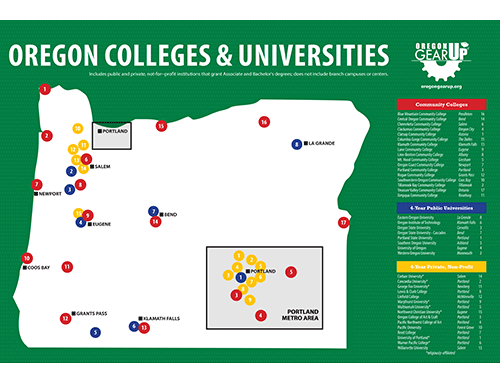 OREGON COLLEGES & UNIVERSITIES
Includes public and private, not-for-profit institutions that grant Associate and Bachelor's degrees; does not include branch campuses or centers.
OREGON
GEAR UP
oregongearup.org
1
2
10
PORTLAND
15
16
SALEM
8
LA GRANDE
7
NEWPORT
9
4
EUGENE
7
BEND
14
17
10
COOS BAY
11
12
GRANTS PASS
5
KLAMATH FALLS
6
13
PORTLAND
1
5
3
4
PORTLAND
METRO AREA
Community Colleges
Blue Mountain Community College Pendleton 16
Central Oregon Community College Bend 14
Chemeketa Community College Salem 6
Clackamas Community College Oregon City 4
Clatsop Community College Astoria 1
Columbia Gorge Community College The Dalles 15
Klamath Community College Klamath Falls 13
Lane Community College Eugene 9
Linn-Benton Community College Albany 8
Mt. Hood Community College Gresham 5
Oregon Coast Community College Newport 7
Portland Community College Portland 3
Rogue Community College Grants Pass 12
Southwestern Oregon Community College Coos Bay 10
Tillamook Bay Community College Tillamook 2
Treasure Valley Community College Ontario 17
Umpqua Community College Roseburg 11
4-Year Public Universities
Eastern Oregon University La Grande 8
Oregon Institute of Technology Klamath Falls 6
Oregon State University Corvallis 3
Oregon State University - Cascades Bend 7
Portland State University Portland 1
Southern Oregon University Ashland 5
University of Oregon Eugene 4
Western Oregon University Monmouth 2
4-Year Private, Non-Profit
Corban University* Salem 14
Concordia University* Portland
George Fox University* Newberg
Lewis & Clark College Portland
Linfield College McMinnville
Marylhurst University* Portland
Multnomah University* Portland
Northwest Christian University* Eugene
Oregon College of Art & Craft Portland
Pacific Northwest College of Art Portland
Pacific University Forest Grove 10
Reed College Portland
University of Portland* Portland
Warner Pacific College* Portland
Willamette University Salem
*religiously-affiliated